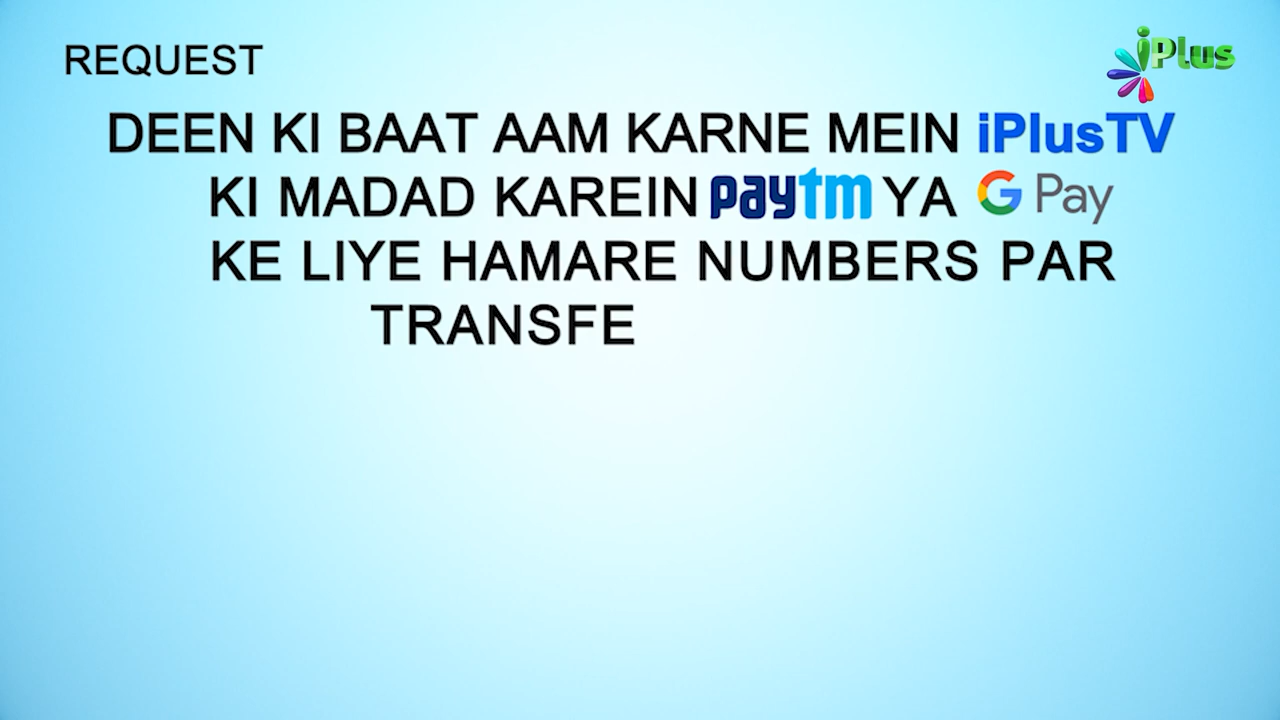 REQUEST
iPlus
DEEN KI BAAT AAM KARNE MEIN iPlusTV
KI MADAD KAREIN paytm YA G Pay
KE LIYE HAMARE NUMBERS PAR
TRANSFE